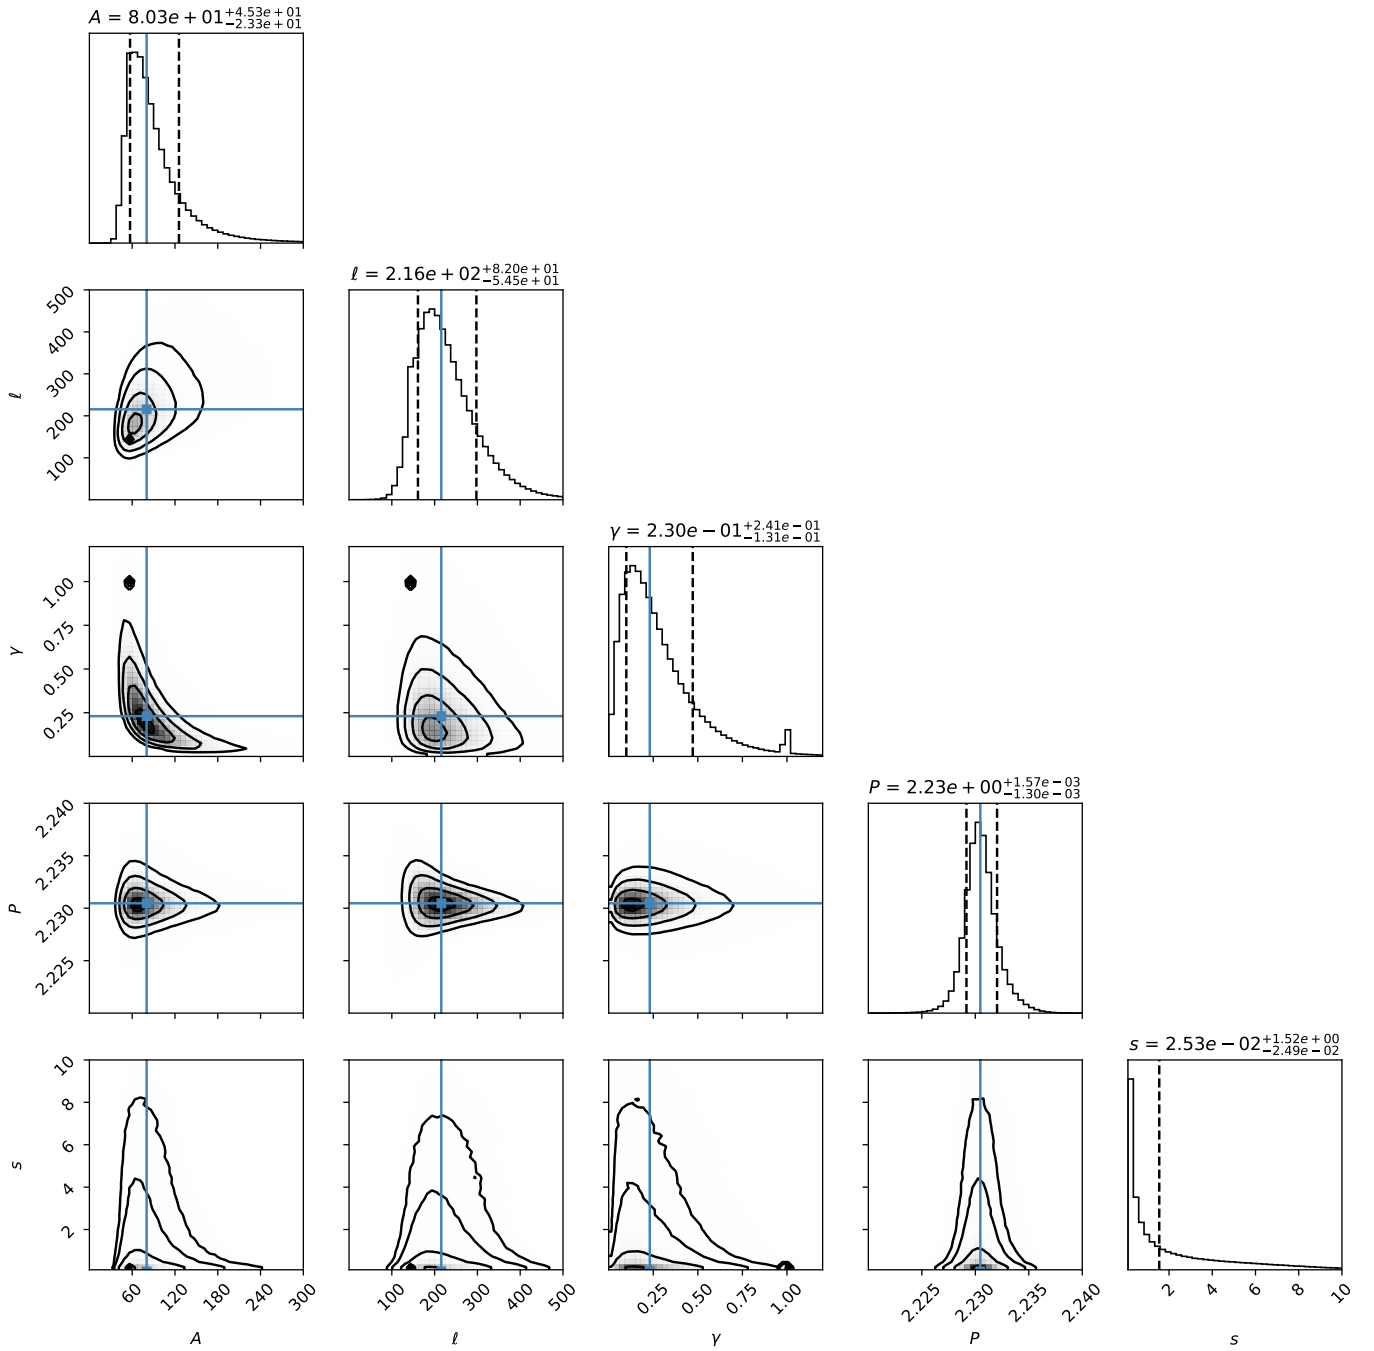 A = 8.03e + 01 +4.53e + 01 −2.33e + 01
ℓ = 2.16e + 02 +8.20e + 01 −5.45e + 01
500
400
300
200
100
ℓ
γ = 2.30e − 01 +2.41e − 01 −1.31e − 01
1.00
0.75
0.50
0.25
γ
P = 2.23e + 00 +1.57e − 03 −1.30e − 03
2.240
2.235
2.230
2.225
P
s = 2.53e − 02 +1.52e + 00 −2.49e − 02
10
8
6
4
2
s
60 120 180 240 300
100 200 300 400 500
0.25 0.50 0.75 1.00
2.225 2.230 2.235 2.240
2 4 6 8 10
A ℓ γ P s